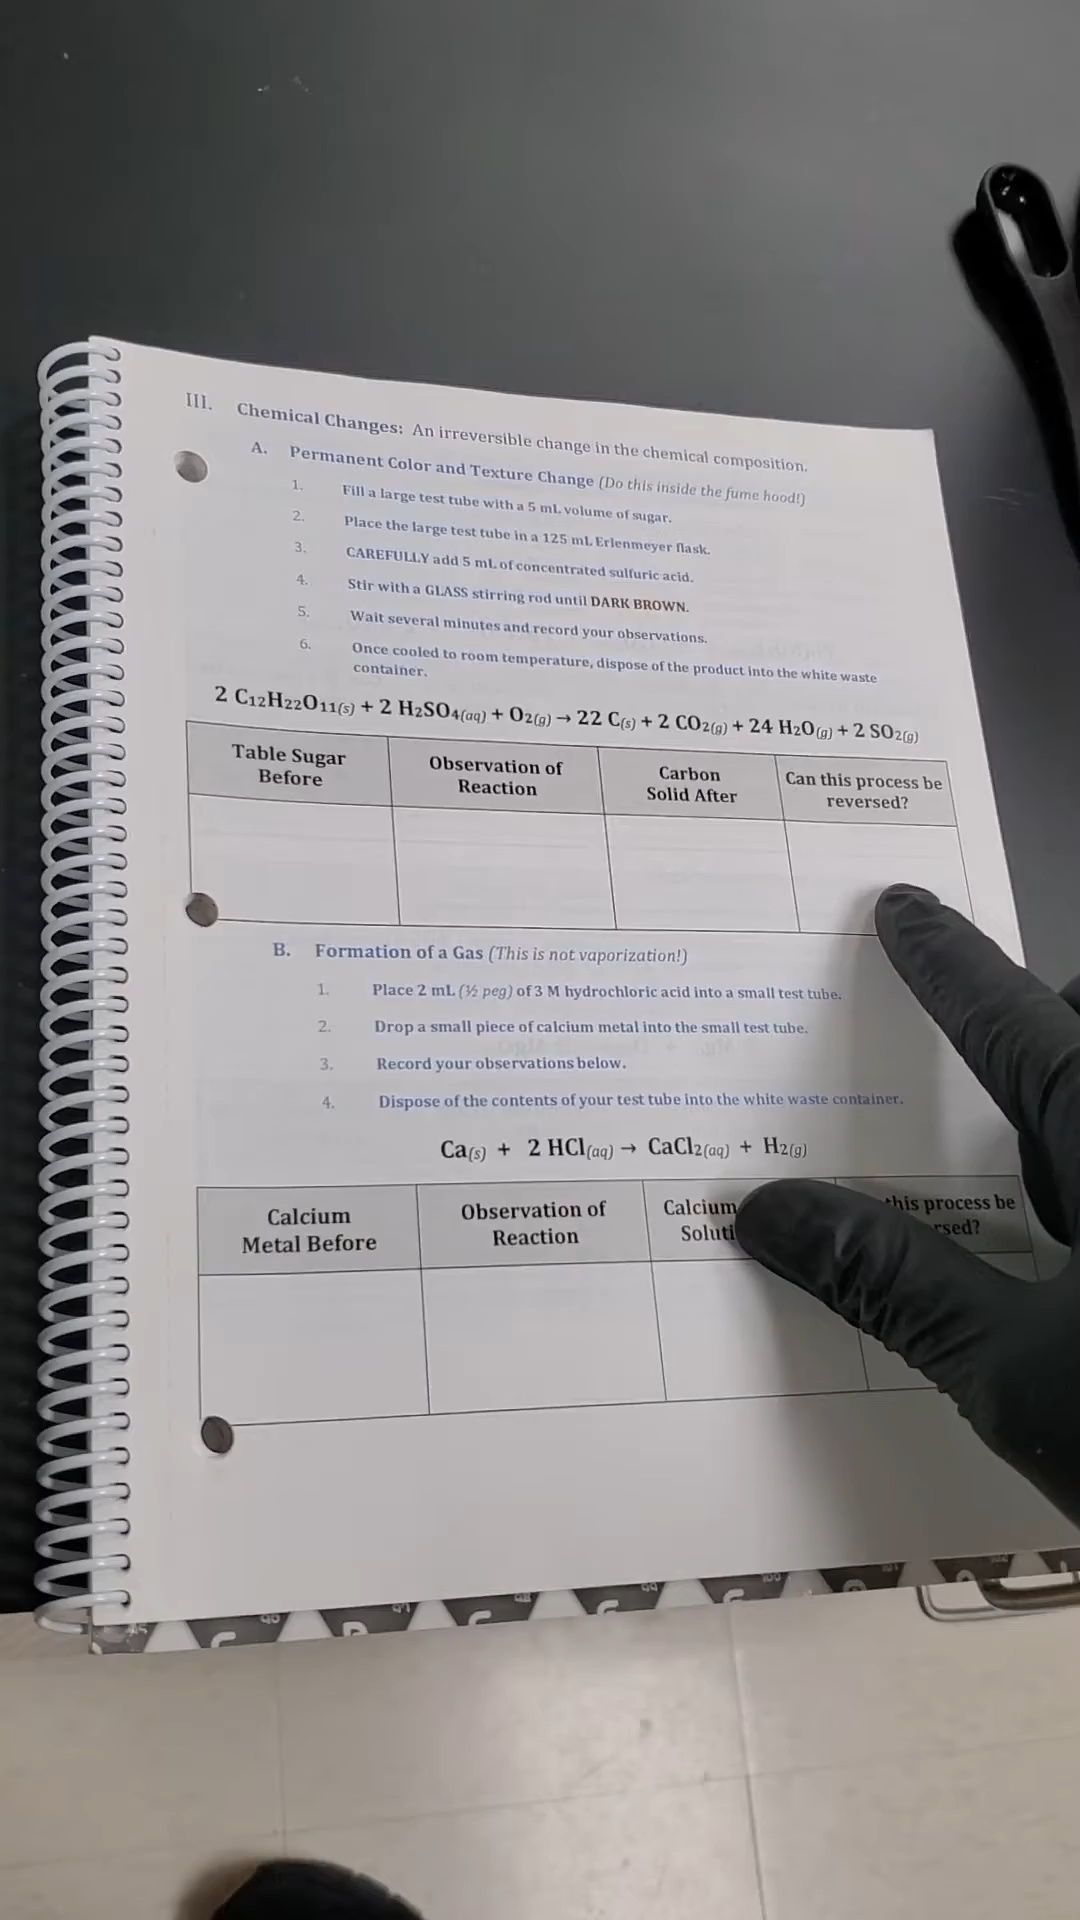 III. Chemical Changes: An irreversible change in the chemical composition.
A. Permanent Color and Texture Change (Do this inside the fume hood!)
1. Fill a large test tube with a 5 mL volume of sugar.
2. Place the large test tube in a 125 mL Erlenmeyer flask.
3. CAREFULLY add 5 mL of concentrated sulfuric acid.
4. Stir with a GLASS stirring rod until DARK BROWN.
5. Wait several minutes and record your observations.
6. Once cooled to room temperature, dispose of the product into the white waste
container.
2 C12H22O11(s) + 2 H2SO4(aq) + O2(g) → 22 C(s) + 2 CO2(g) + 24 H2O(g) + 2 SO2(g)
Table Sugar
Before
Observation of
Reaction
Carbon
Solid After
Can this process be
reversed?
B. Formation of a Gas (This is not vaporization!)
1. Place 2 mL (½ peg) of 3 M hydrochloric acid into a small test tube.
2. Drop a small piece of calcium metal into the small test tube.
3. Record your observations below.
4. Dispose of the contents of your test tube into the white waste container.
Ca(s) + 2 HCl(aq) → CaCl2(aq) + H2(g)
Calcium
Metal Before
Observation of
Reaction
Calcium
this process be